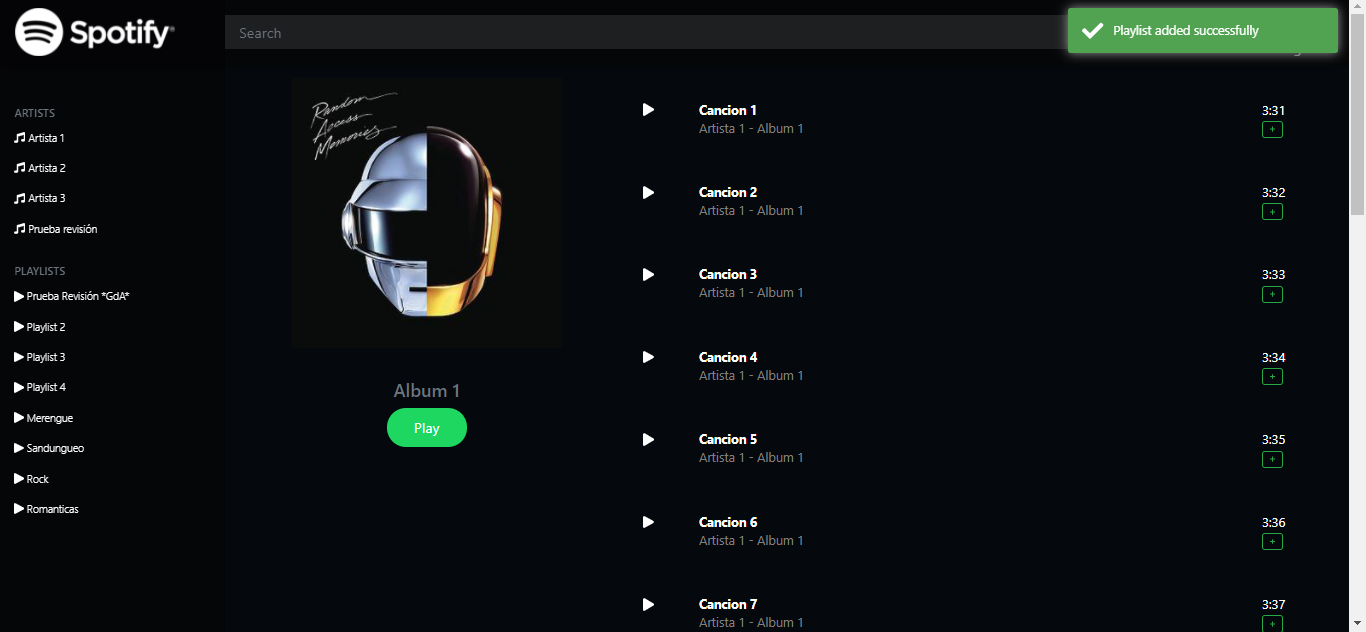 Spotify®
Search
Playlist added successfully
ARTISTS
Artista 1
Artista 2
Artista 3
Prueba revisión
PLAYLISTS
Prueba Revisión *GdA*
Playlist 2
Playlist 3
Playlist 4
Merengue
Sandungueo
Rock
Romanticas
Random
Access
Memories
Album 1
Play
Cancion 1
Artista 1 - Album 1
3:31
+
Cancion 2
Artista 1 - Album 1
3:32
+
Cancion 3
Artista 1 - Album 1
3:33
+
Cancion 4
Artista 1 - Album 1
3:34
+
Cancion 5
Artista 1 - Album 1
3:35
+
Cancion 6
Artista 1 - Album 1
3:36
+
Cancion 7
Artista 1 - Album 1
3:37
+